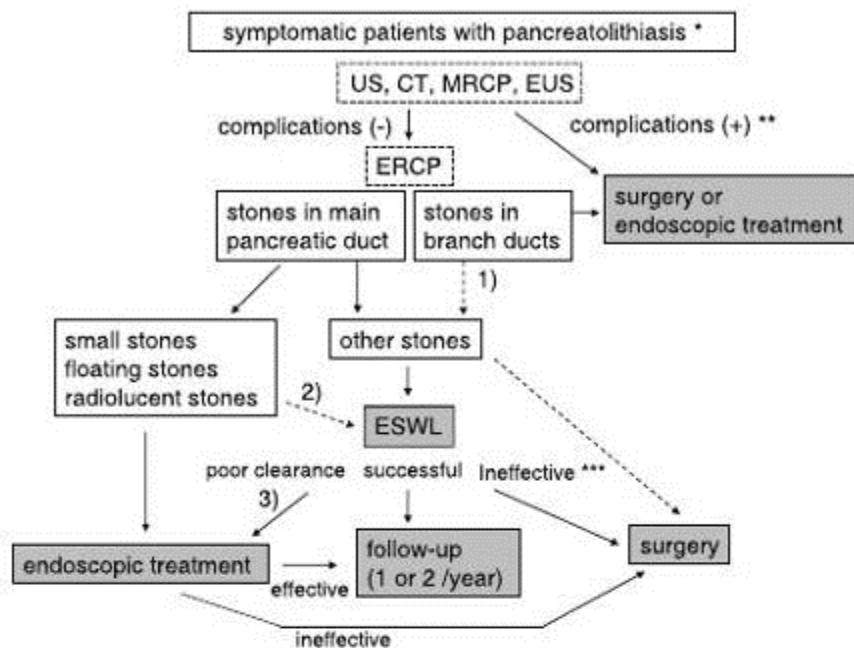 symptomatic patients with pancreatolithiasis *
US, CT, MRCP, EUS
complications (-)
complications (+) **
ERCP
stones in main
pancreatic duct
stones in
branch ducts
surgery or
endoscopic treatment
1)
small stones
floating stones
radiolucent stones
other stones
2)
ESWL
poor clearance
successful
Ineffective ***
3)
endoscopic treatment
effective
follow-up
(1 or 2 /year)
surgery
ineffective